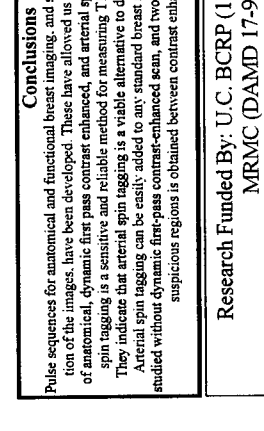 Conclusions
Pulse sequences for anatomical and functional breast imaging, and
tion of the images, have been developed. These have allowed us
of anatomical, dynamic first pass contrast enhanced, and arterial
spin tagging is a sensitive and reliable method for measuring
They indicate that arterial spin tagging is a viable alternative to
Arterial spin tagging can be easily added to any standard breast
studied without dynamic first-pass contrast-enhanced scan, and two
suspicious regions is obtained between contrast
Research Funded By: U.C. BCRP (1
MRMC (DAMD 17-9